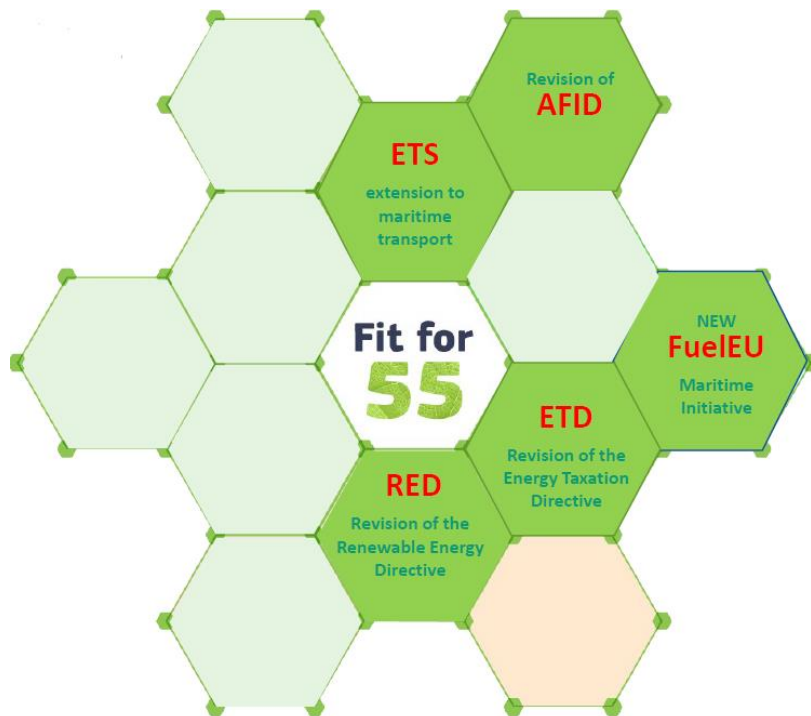 Revision of
AFID
ETS
extension to
maritime
transport
NEW
FuelEU
Maritime
Initiative
Fit for
55
ETD
Revision of the
Energy Taxation
Directive
RED
Revision of the
Renewable Energy
Directive